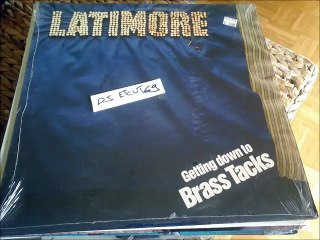 LATIMORE
Getting down to
Brass Tacks